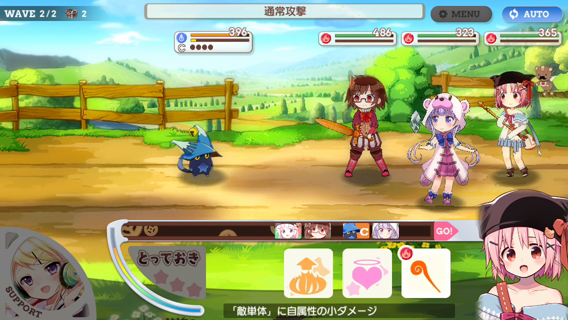 WAVE 2/2 2
通常攻撃
MENU
AUTO
396
C
486
323
365
C
GO!
SUPPORT
とっておき
「敵単体」に自属性の小ダメージ